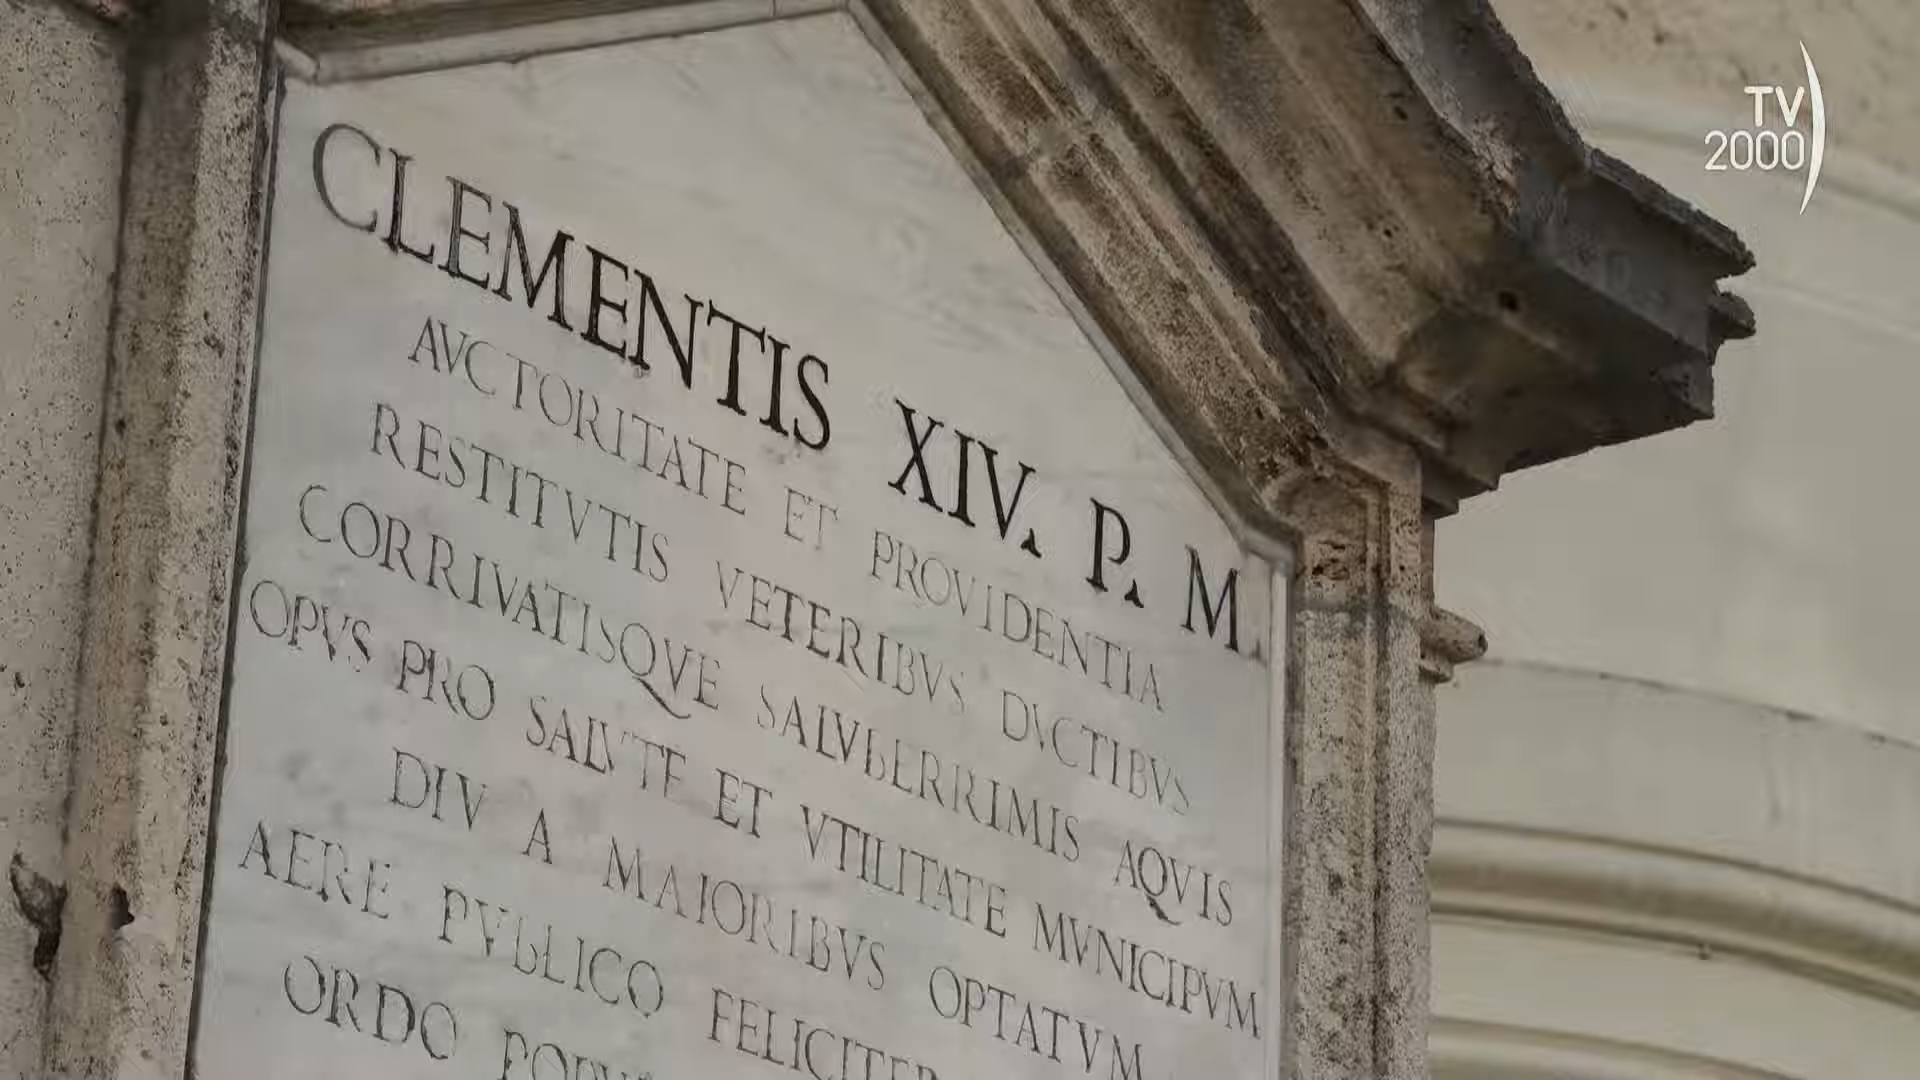 TV
2000
CLEMENTIS XIV. P. M.
AVCTORITATE ET PROVIDENTIA
RESTITVTIS VETERIBVS DVCTIBVS
CORRIVATISQVE SALVBERRIMIS AQVIS
OPVS PRO SALVTE ET VTILITATE MVNICIPVM
DIV A MAIORIBVS OPTATVM
AERE PVBLICO FELICITER
ORDO